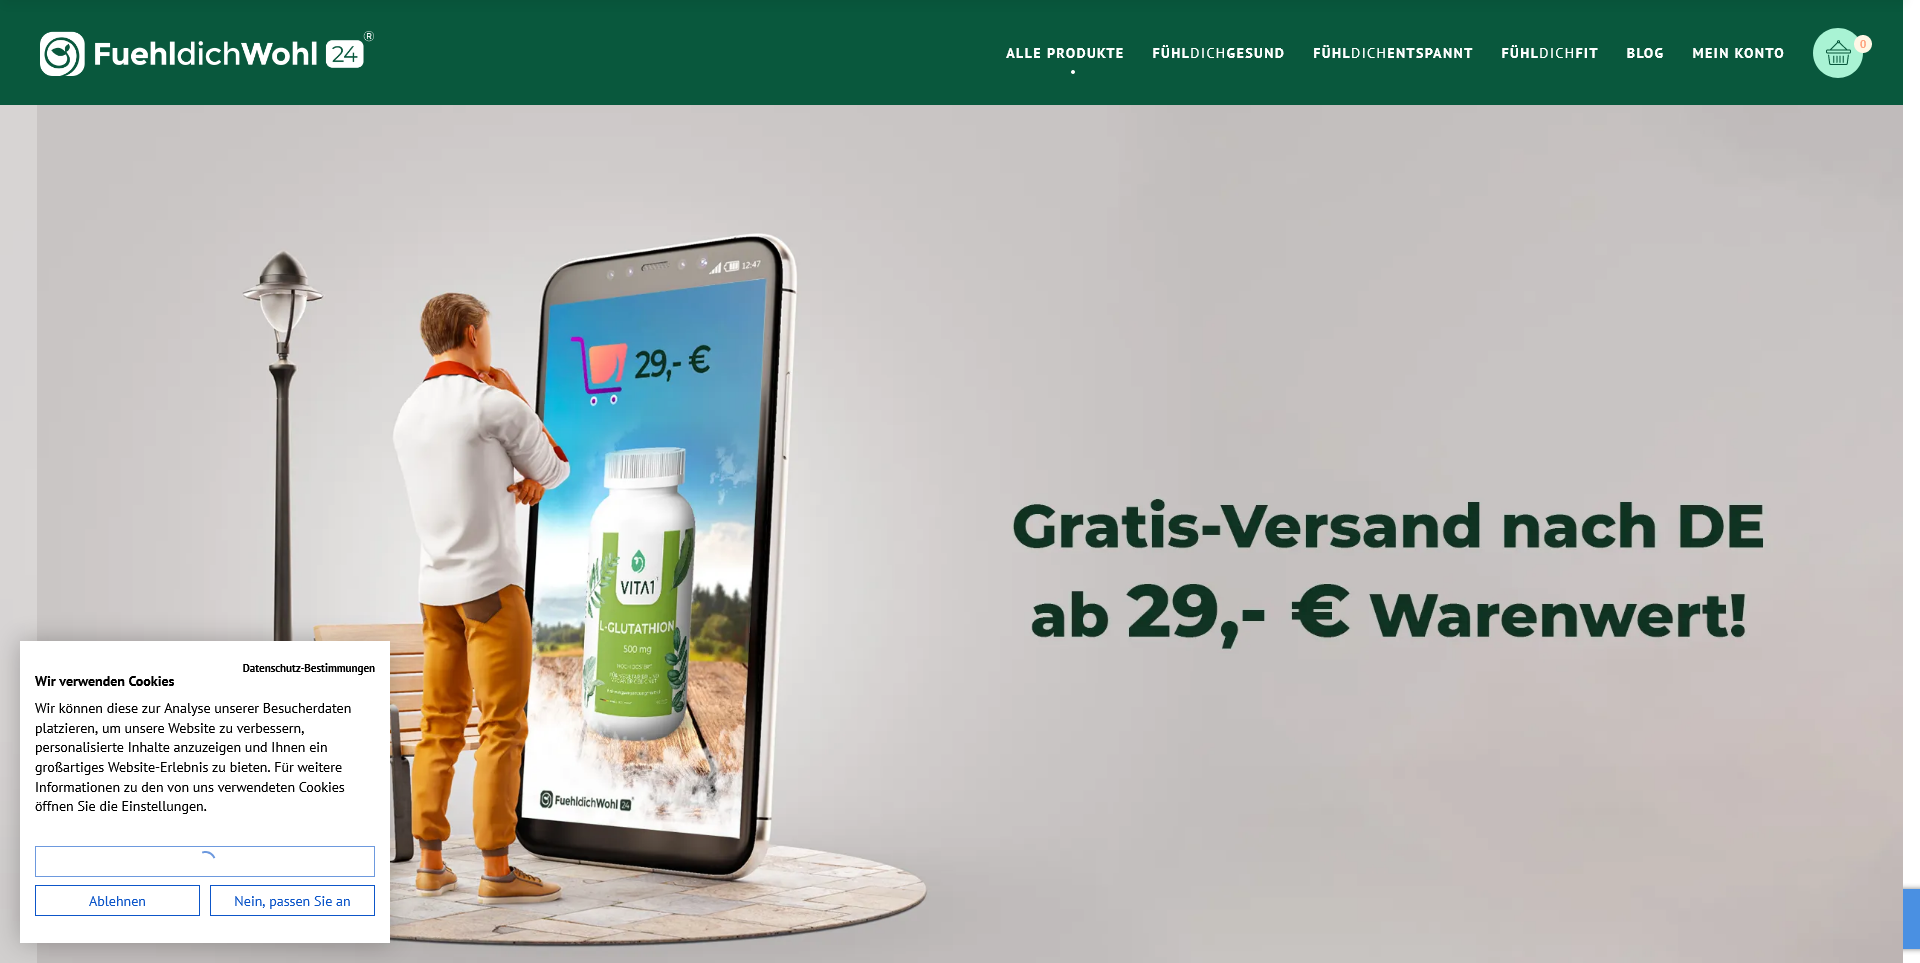 FuehldichWohl 24 ®
ALLE PRODUKTE
FÜHLDICHGESUND
FÜHLDICHENTSPANNT
FÜHLDICHFIT
BLOG
MEIN KONTO
0
12:47
29,- €
VITA1
L-GLUTATHION
500 mg
FuehldichWohl 24
Gratis-Versand nach DE
ab 29,- € Warenwert!
Datenschutz-Bestimmungen
Wir verwenden Cookies
Wir können diese zur Analyse unserer Besucherdaten
platzieren, um unsere Website zu verbessern,
personalisierte Inhalte anzuzeigen und Ihnen ein
großartiges Website-Erlebnis zu bieten. Für weitere
Informationen zu den von uns verwendeten Cookies
öffnen Sie die Einstellungen.
Ablehnen
Nein, passen Sie an